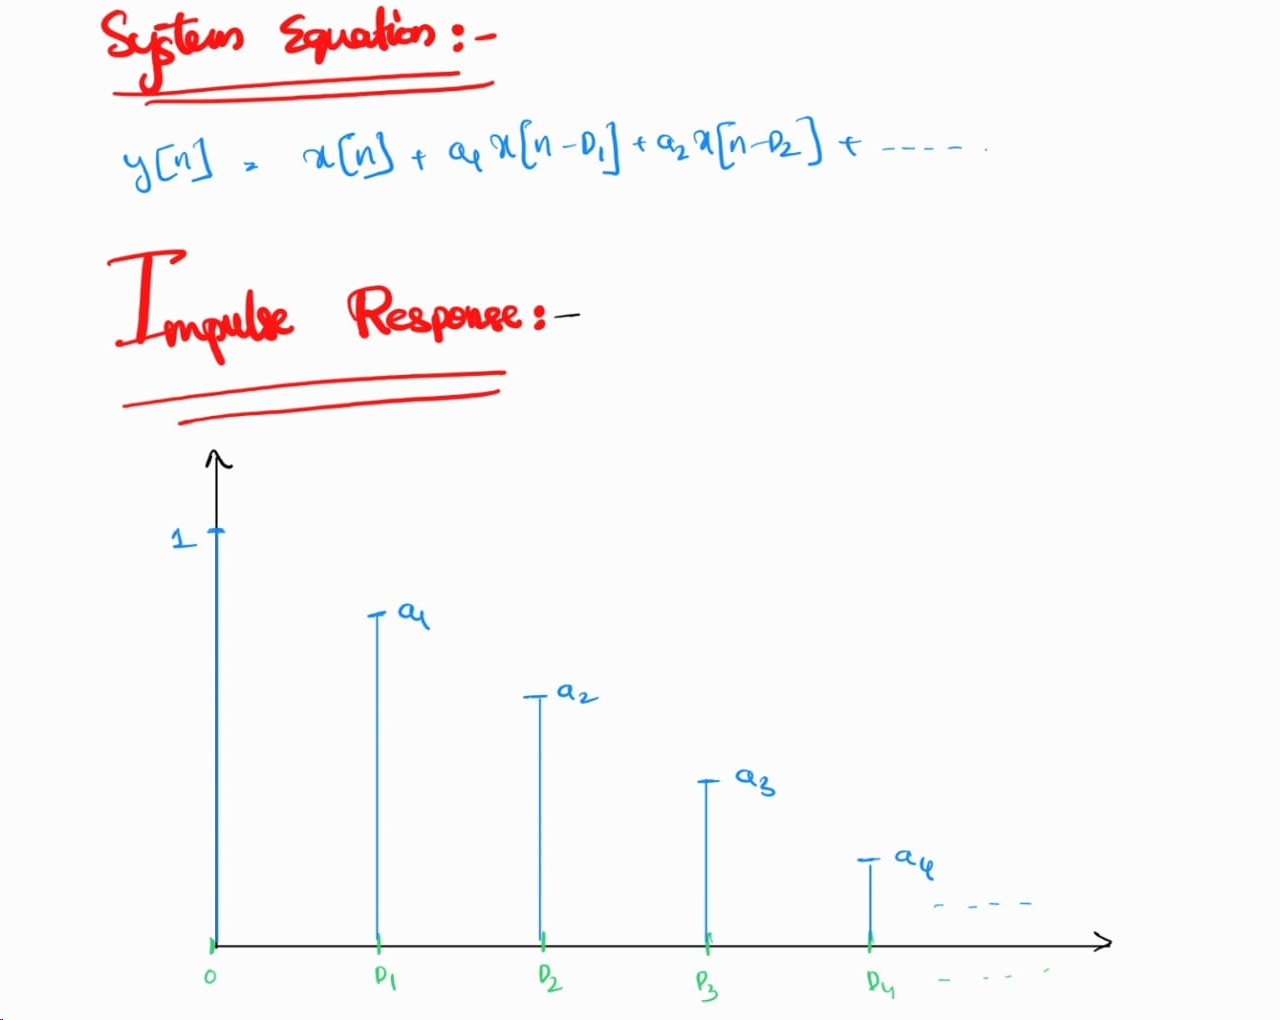 System Equation:-
y[n] = x[n] + a1 x[n-D1] + a2 x[n-D2] + -----.
Impulse Response:-
1
a1
a2
a3
a4
----
0 D1 D2 D3 D4 ----